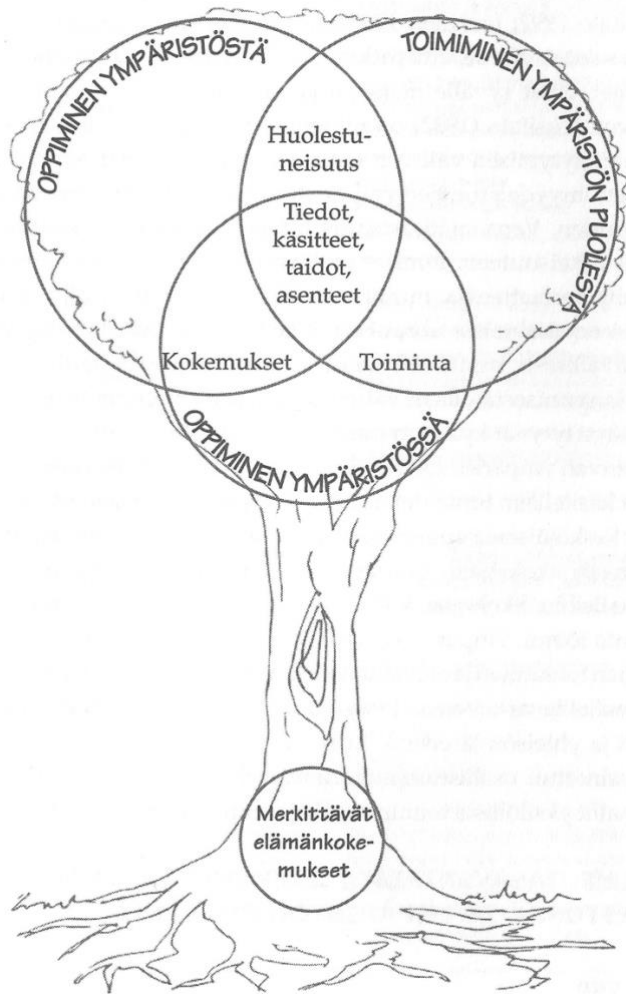 OPPIMINEN YMPÄRISTÖSTÄ
TOIMIMINEN YMPÄRISTÖN PUOLESTA
Huolestu-
neisuus
Tiedot,
käsitteet,
taidot,
asenteet
Kokemukset
Toiminta
OPPIMINEN YMPÄRISTÖSSÄ
Merkittävät
elämänkoke-
mukset